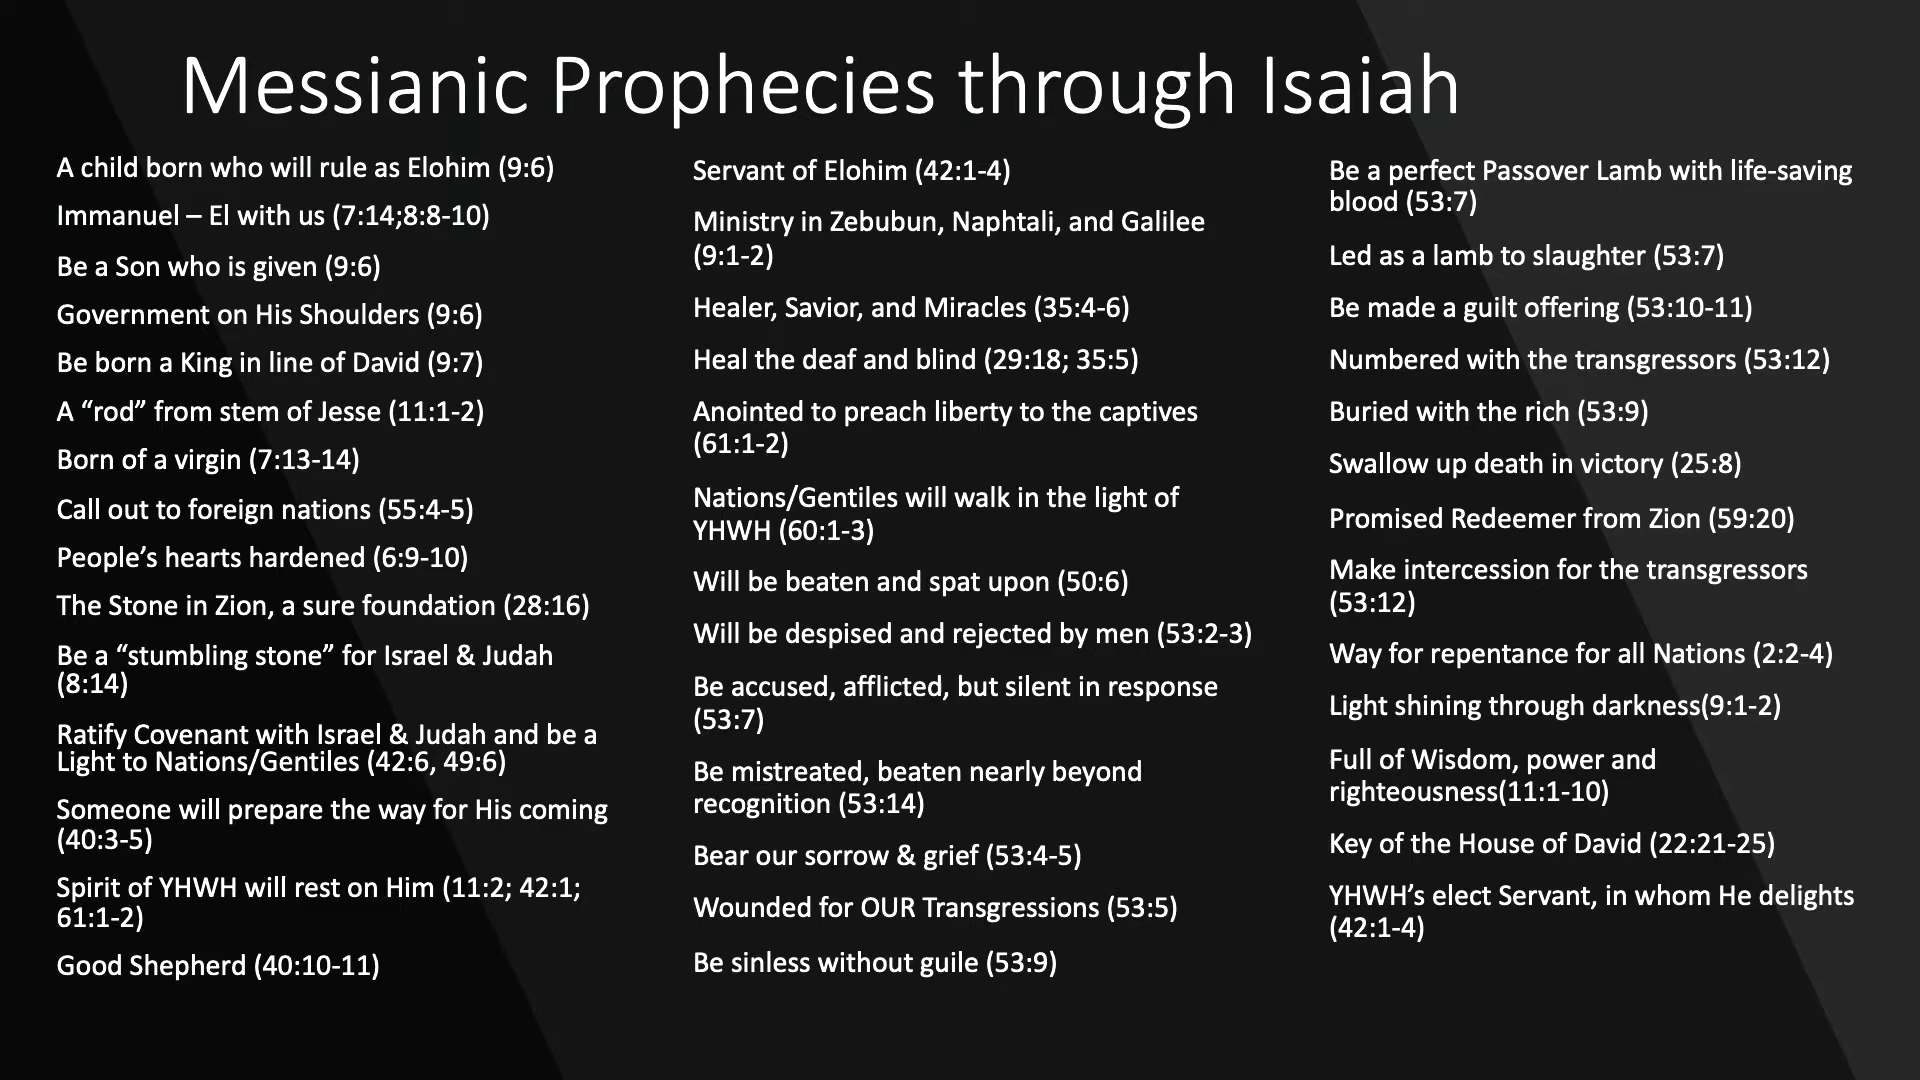 Messianic Prophecies through Isaiah
A child born who will rule as Elohim (9:6)
Immanuel – El with us (7:14;8:8-10)
Be a Son who is given (9:6)
Government on His Shoulders (9:6)
Be born a King in line of David (9:7)
A “rod” from stem of Jesse (11:1-2)
Born of a virgin (7:13-14)
Call out to foreign nations (55:4-5)
People’s hearts hardened (6:9-10)
The Stone in Zion, a sure foundation (28:16)
Be a “stumbling stone” for Israel & Judah
(8:14)
Ratify Covenant with Israel & Judah and be a
Light to Nations/Gentiles (42:6, 49:6)
Someone will prepare the way for His coming
(40:3-5)
Spirit of YHWH will rest on Him (11:2; 42:1;
61:1-2)
Good Shepherd (40:10-11)
Servant of Elohim (42:1-4)
Ministry in Zebubun, Naphtali, and Galilee
(9:1-2)
Healer, Savior, and Miracles (35:4-6)
Heal the deaf and blind (29:18; 35:5)
Anointed to preach liberty to the captives
(61:1-2)
Nations/Gentiles will walk in the light of
YHWH (60:1-3)
Will be beaten and spat upon (50:6)
Will be despised and rejected by men (53:2-3)
Be accused, afflicted, but silent in response
(53:7)
Be mistreated, beaten nearly beyond
recognition (53:14)
Bear our sorrow & grief (53:4-5)
Wounded for OUR Transgressions (53:5)
Be sinless without guile (53:9)
Be a perfect Passover Lamb with life-saving
blood (53:7)
Led as a lamb to slaughter (53:7)
Be made a guilt offering (53:10-11)
Numbered with the transgressors (53:12)
Buried with the rich (53:9)
Swallow up death in victory (25:8)
Promised Redeemer from Zion (59:20)
Make intercession for the transgressors
(53:12)
Way for repentance for all Nations (2:2-4)
Light shining through darkness(9:1-2)
Full of Wisdom, power and
righteousness(11:1-10)
Key of the House of David (22:21-25)
YHWH’s elect Servant, in whom He delights
(42:1-4)